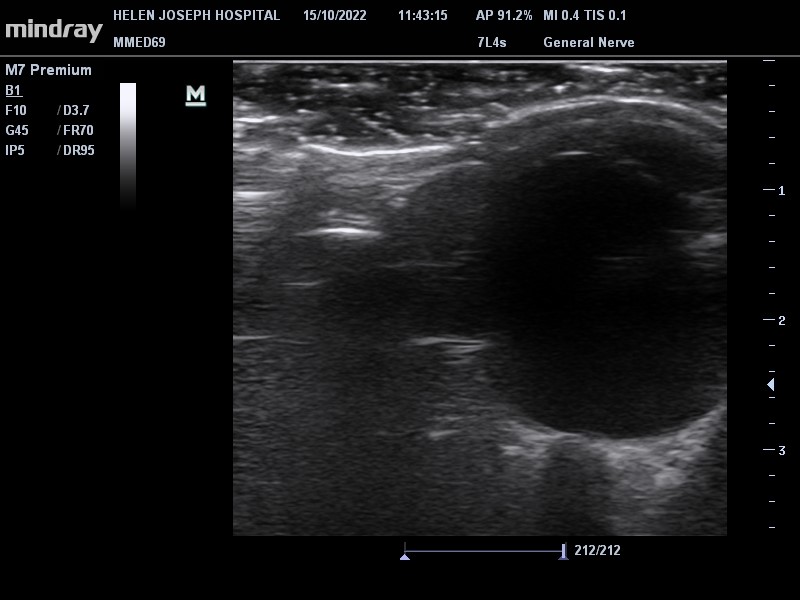 mindray
HELEN JOSEPH HOSPITAL 15/10/2022 11:43:15 AP 91.2% MI 0.4 TIS 0.1
MMED69 7L4s General Nerve
M7 Premium
B1
F10 / D3.7
G45 / FR70
IP5 / DR95
M
1
2
3
212/212